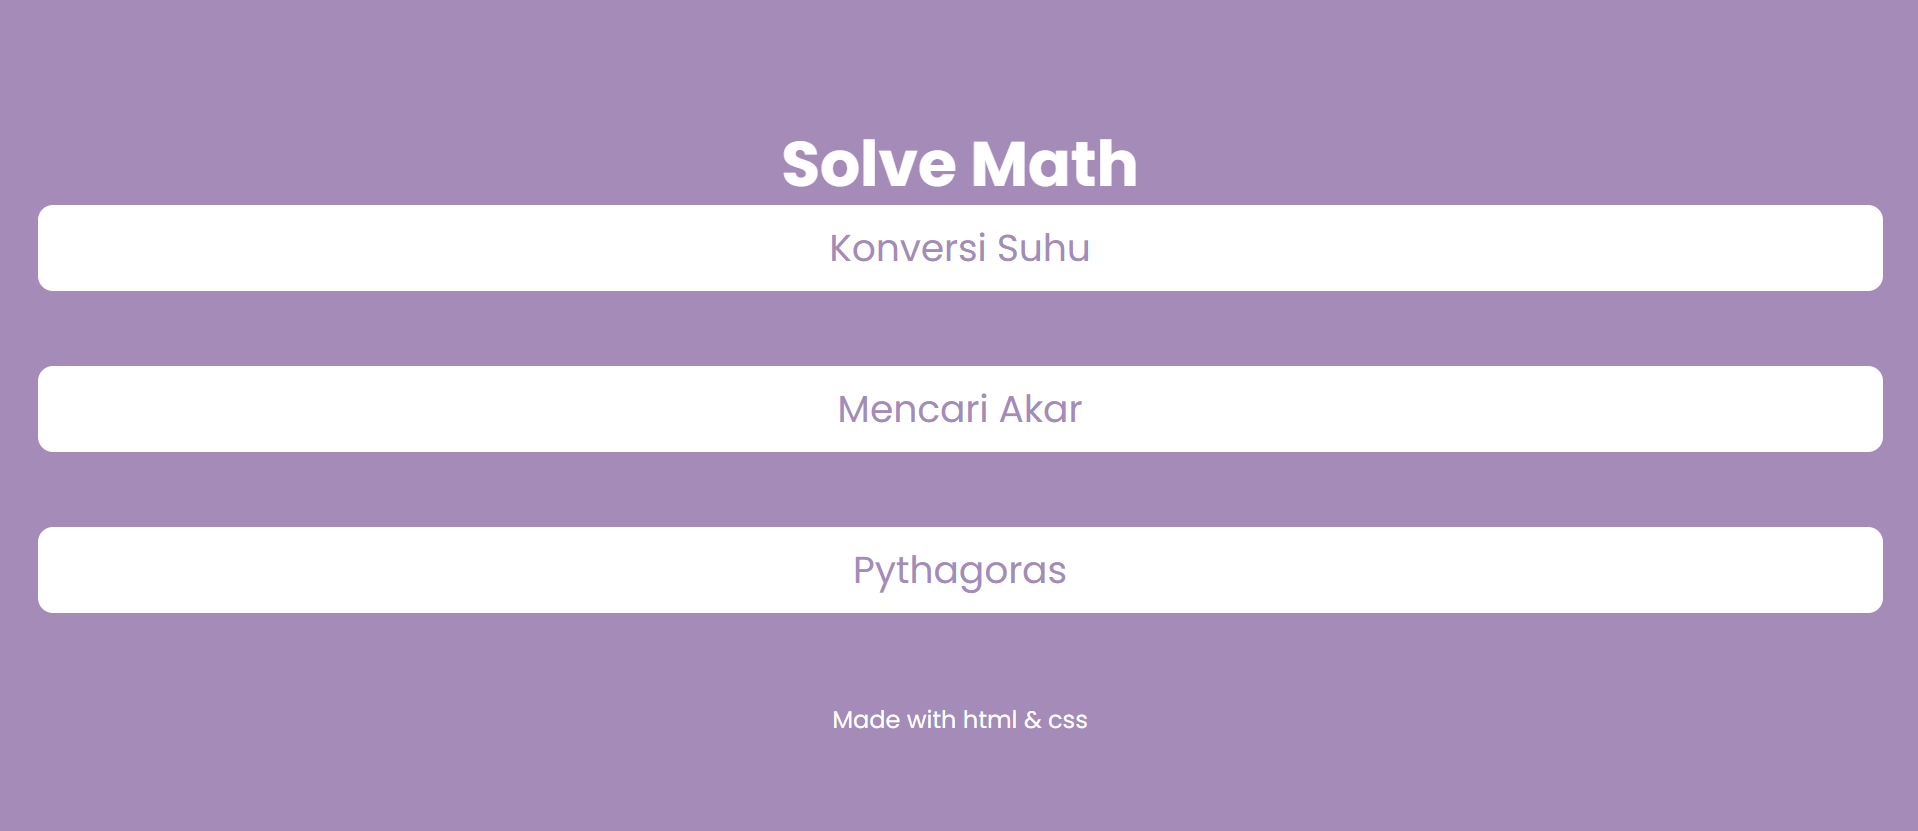 Solve Math
Konversi Suhu
Mencari Akar
Pythagoras
Made with html & css